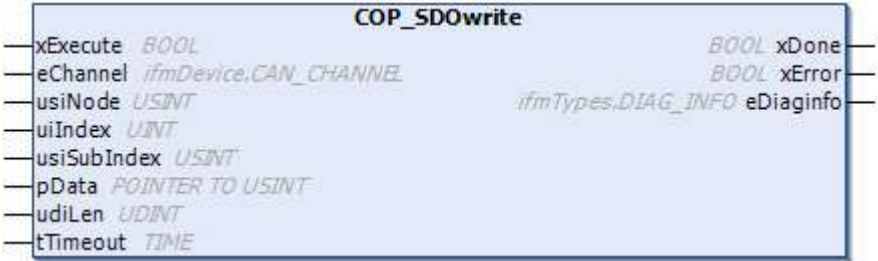 COP_SDOwrite
xExecute BOOL BOOL xDone
eChannel ifmDevice.CAN_CHANNEL BOOL xError
usiNode USINT ifmTypes.DIAG_INFO eDiaginfo
uiIndex UINT
usiSubIndex USINT
pData POINTER TO USINT
udiLen UDINT
tTimeout TIME